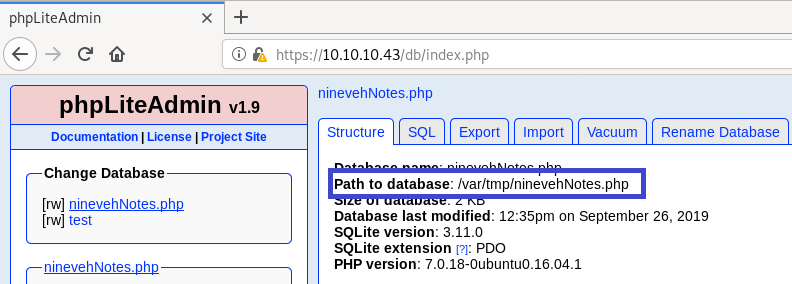 phpLiteAdmin
https://10.10.10.43/db/index.php
phpLiteAdmin v1.9
Documentation | License | Project Site
Change Database
[rw] ninevehNotes.php
[rw] test
ninevehNotes.php
ninevehNotes.php
Structure SQL Export Import Vacuum Rename Database
Database name: ninevehNotes.php
Path to database: /var/tmp/ninevehNotes.php
Size of database: 2 KB
Database last modified: 12:35pm on September 26, 2019
SQLite version: 3.11.0
SQLite extension [?]: PDO
PHP version: 7.0.18-0ubuntu0.16.04.1